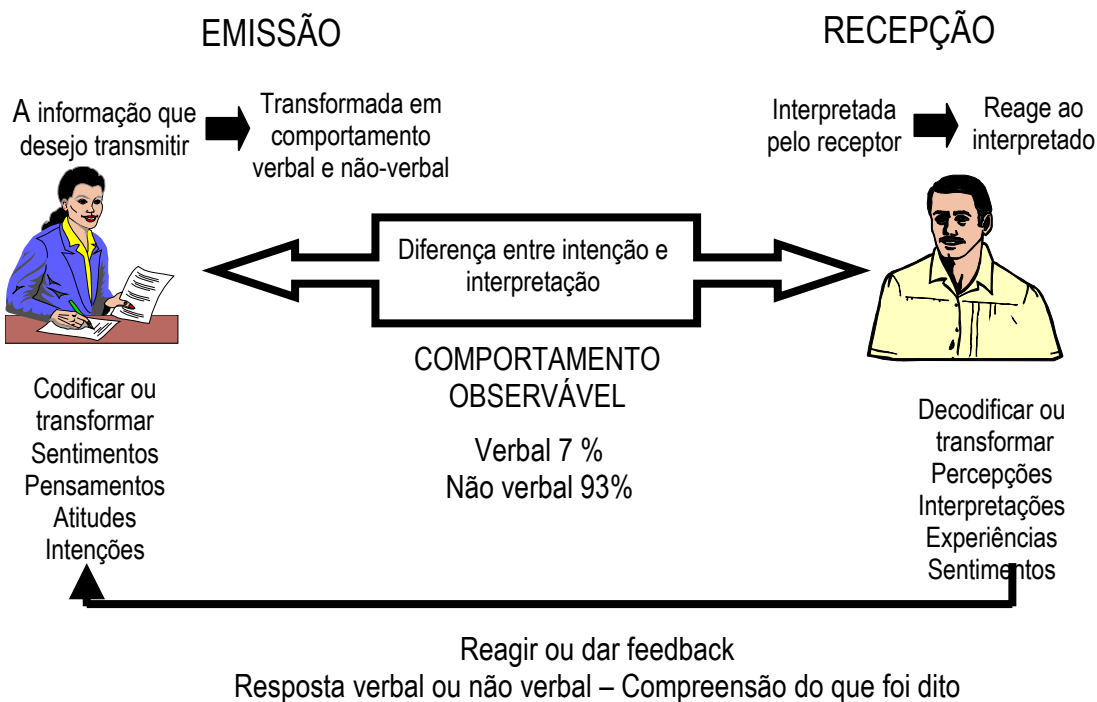 EMISSÃO
RECEPÇÃO
A informação que
desejo transmitir
Transformada em
comportamento
verbal e não-verbal
Interpretada
pelo receptor
Reage ao
interpretado
Diferença entre intenção e
interpretação
COMPORTAMENTO
OBSERVÁVEL
Verbal 7 %
Não verbal 93%
Codificar ou
transformar
Sentimentos
Pensamentos
Atitudes
Intenções
Decodificar ou
transformar
Percepções
Interpretações
Experiências
Sentimentos
Reagir ou dar feedback
Resposta verbal ou não verbal – Compreensão do que foi dito